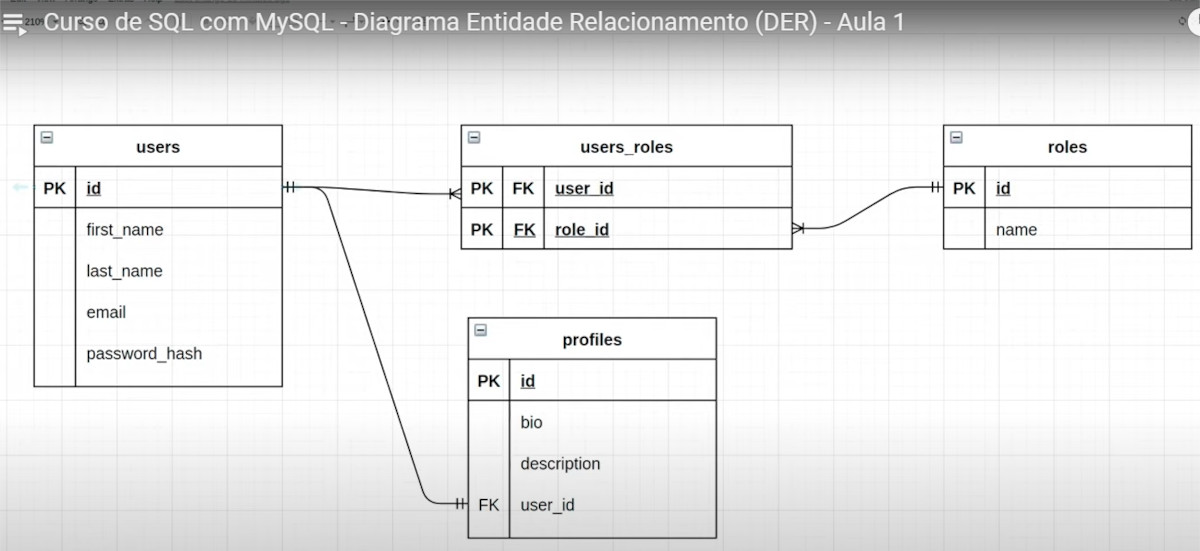 Curso de SQL com MySQL - Diagrama Entidade Relacionamento (DER) - Aula 1
users
PK id
first_name
last_name
email
password_hash
users_roles
PK FK user_id
PK FK role_id
roles
PK id
name
profiles
PK id
bio
description
FK user_id